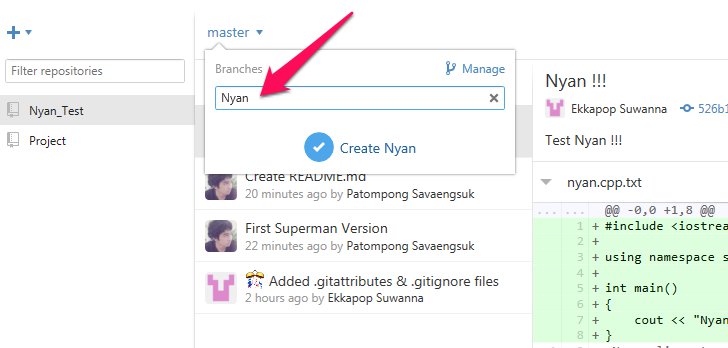 master
Filter repositories
Nyan_Test
Project
Branches
Manage
Nyan
Create Nyan
Create README.md
20 minutes ago by Patompong Savaengsuk
First Superman Version
22 minutes ago by Patompong Savaengsuk
Added .gitattributes & .gitignore files
2 hours ago by Ekkapop Suwanna
Nyan !!!
Ekkapop Suwanna
526b1
Test Nyan !!!
nyan.cpp.txt
... ... @@ -0,0 +1,8 @@
1 + #include <iostrea
2 +
3 + using namespace s
4 +
5 + int main()
6 + {
7 + cout << "Nyan
8 + }